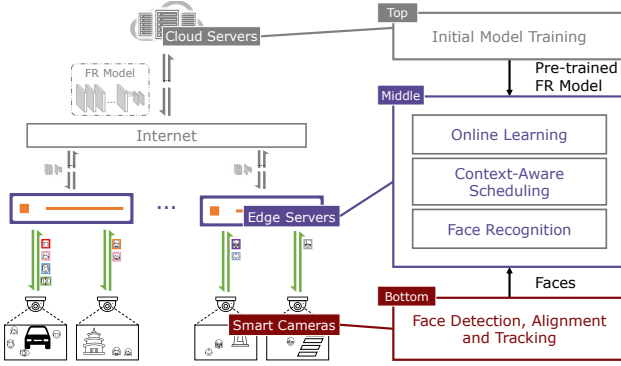 Top
Cloud Servers
Initial Model Training
FR Model
Pre-trained
FR Model
Middle
Internet
Online Learning
Context-Aware
Scheduling
...
Edge Servers
Face Recognition
Faces
Bottom
Smart Cameras
Face Detection, Alignment
and Tracking